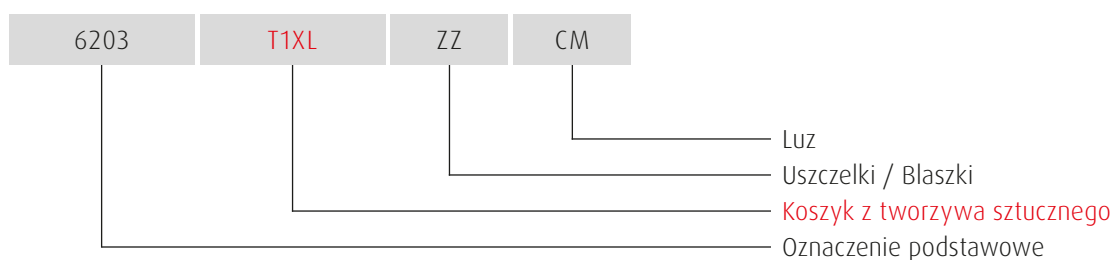 6203 T1XL ZZ CM
Luz
Uszczelki / Blaszki
Koszyk z tworzywa sztucznego
Oznaczenie podstawowe